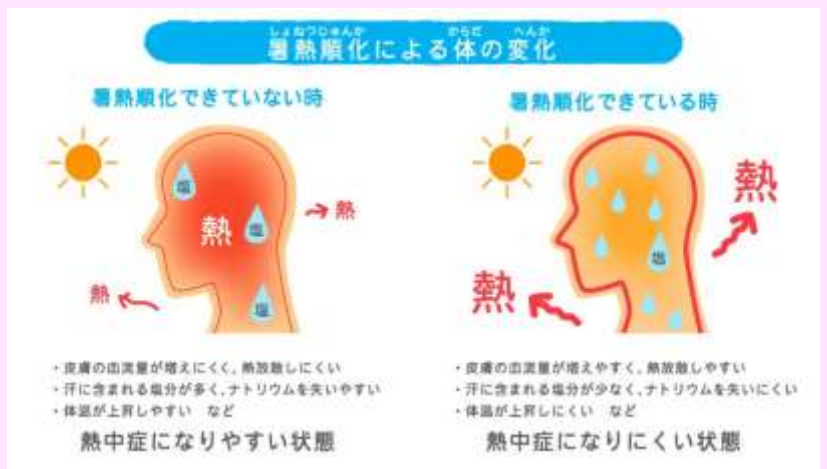 しょねつじゅんか からだ へんか
暑熱順化による体の変化
暑熱順化できていない時
塩
熱
塩
熱
熱
塩
・皮膚の血流量が増えにくく、熱放散しにくい
・汗に含まれる塩分が多く、ナトリウムを失いやすい
・体温が上昇しやすい など
熱中症になりやすい状態
暑熱順化できている時
熱
塩
熱
・皮膚の血流量が増えやすく、熱放散しやすい
・汗に含まれる塩分が少なく、ナトリウムを失いにくい
・体温が上昇しにくい など
熱中症になりにくい状態